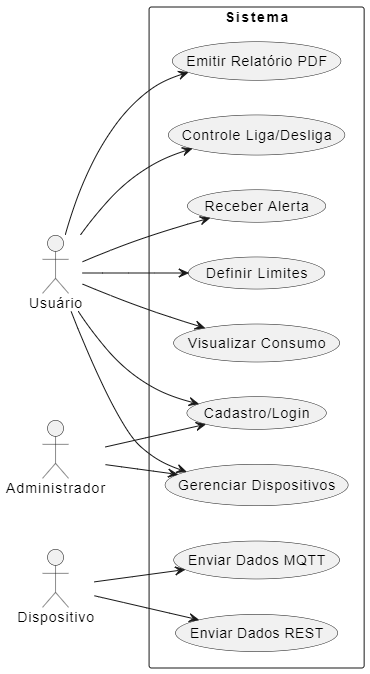 Sistema
Emitir Relatório PDF
Controle Liga/Desliga
Receber Alerta
Definir Limites
Usuário
Visualizar Consumo
Cadastro/Login
Administrador
Gerenciar Dispositivos
Enviar Dados MQTT
Dispositivo
Enviar Dados REST